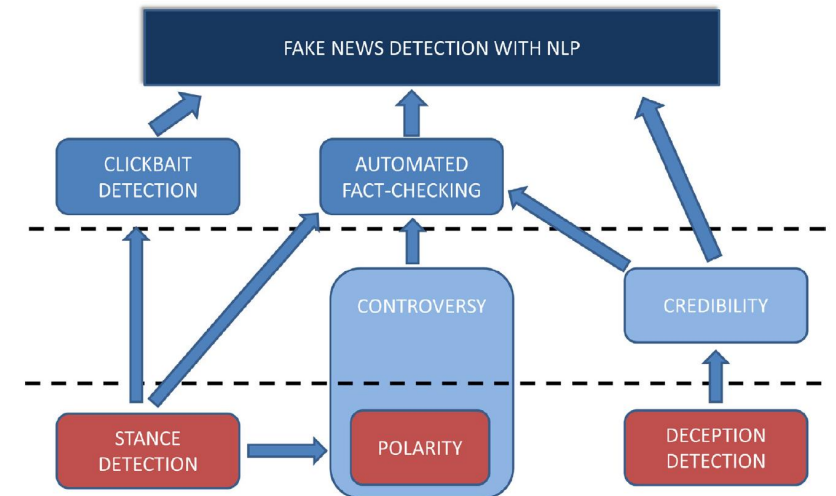 FAKE NEWS DETECTION WITH NLP
CLICKBAIT
DETECTION
AUTOMATED
FACT-CHECKING
CONTROVERSY
CREDIBILITY
STANCE
DETECTION
POLARITY
DECEPTION
DETECTION